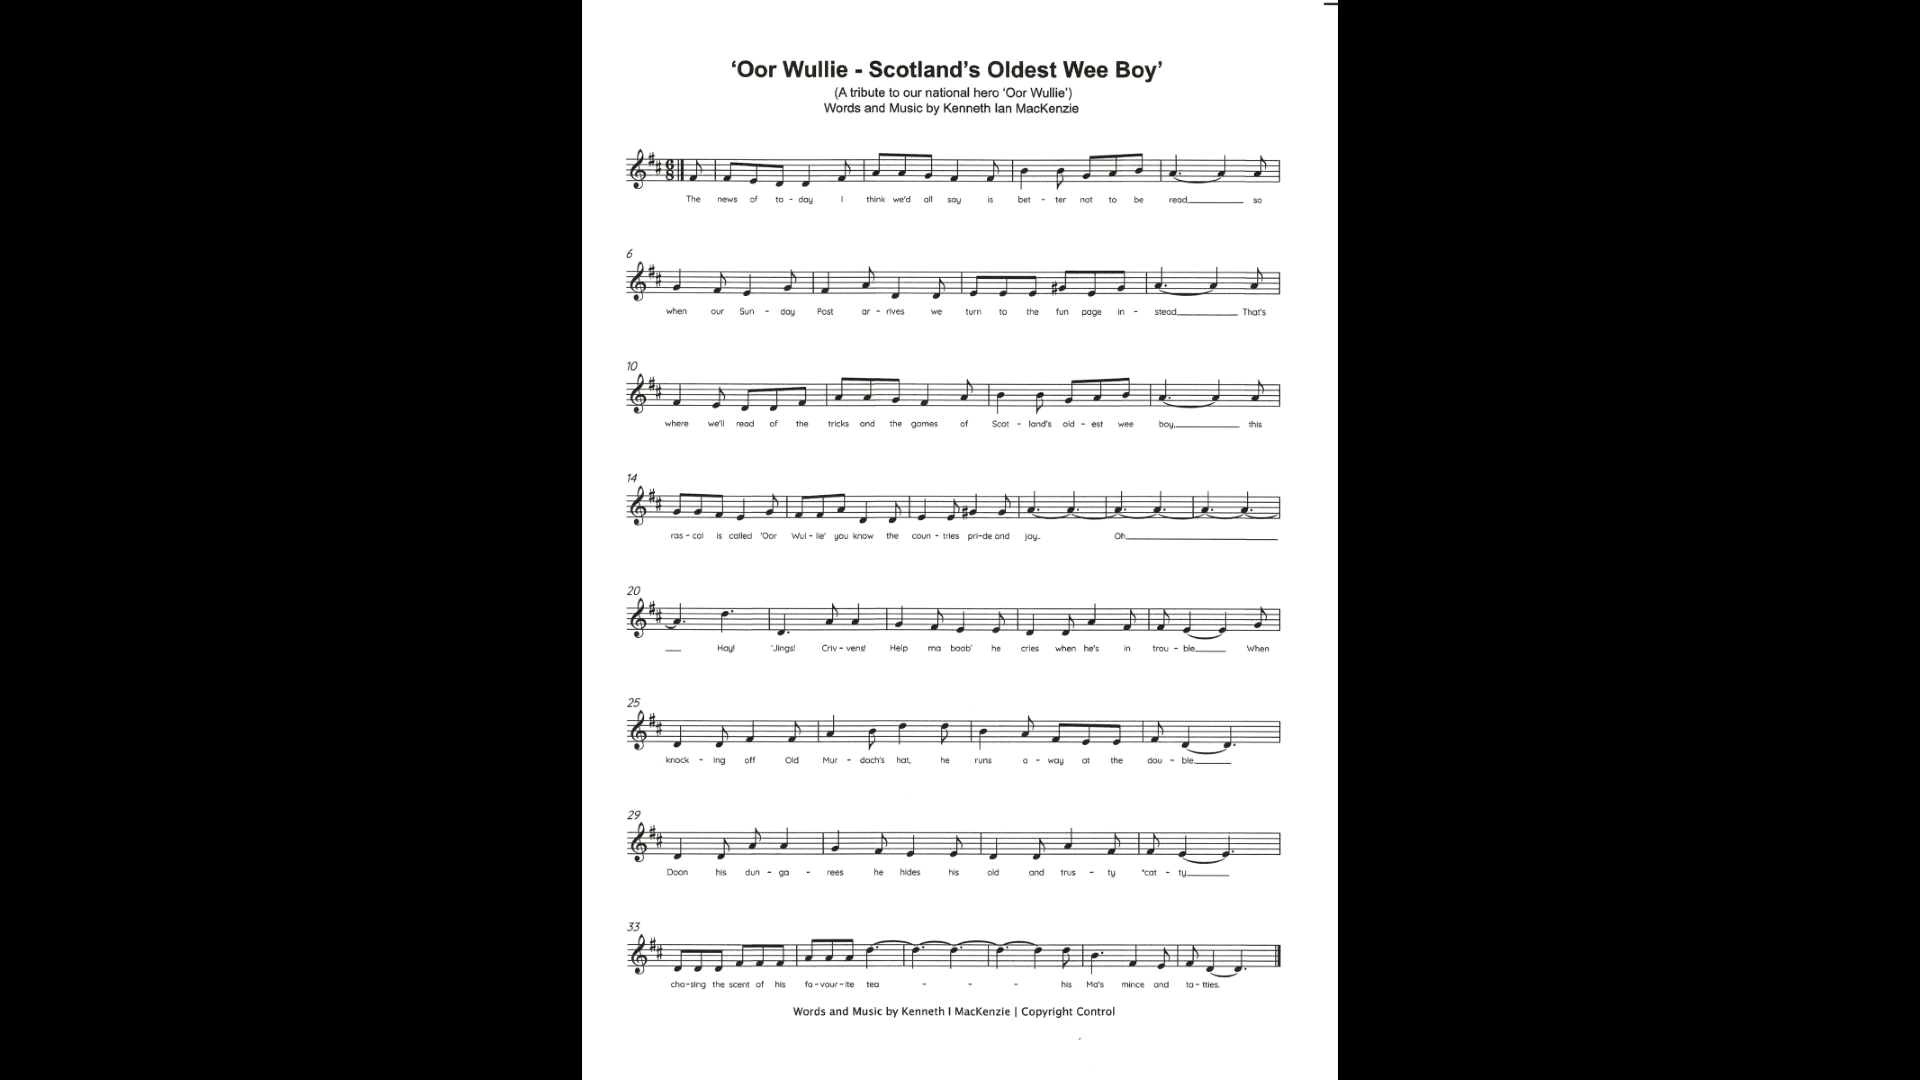 ‘Oor Wullie - Scotland’s Oldest Wee Boy’
(A tribute to our national hero ‘Oor Wullie’)
Words and Music by Kenneth Ian MacKenzie
6
8
The news of to - day I think we'd all say is bet - ter not to be read, so
6
when our Sun - day Post ar - rives we turn to the fun page in - stead, That's
10
where we'll read of the tricks and the games of Scot - land's old - est wee boy, this
14
ras - cal is called 'Oor Wul - lie' you know the coun - tries pri-de and joy. Oh
20
Hay! 'Jings! Criv - vens! Help ma boab' he cries when he's in trou - ble. When
25
knock - ing off Old Mur - doch's hat, he runs a - way at the dou - ble.
29
Doon his dun - ga - rees he hides his old and trus - ty "cat - ty
33
cha-sing the scent of his fa-vour-ite tea - - - his Ma's mince and ta-tties.
Words and Music by Kenneth I MacKenzie | Copyright Control